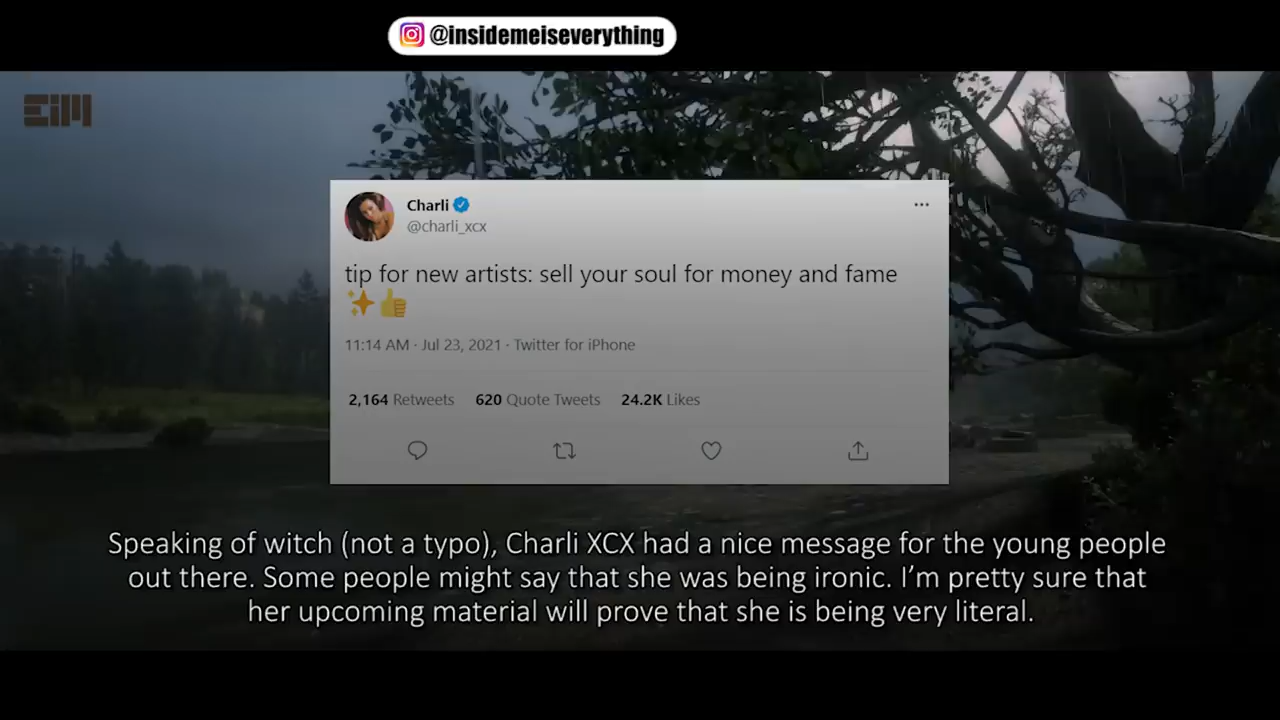 @insidemeiseverything
EIM
Charli
@charli_xcx
tip for new artists: sell your soul for money and fame
✨👍
11:14 AM · Jul 23, 2021 · Twitter for iPhone
2,164 Retweets 620 Quote Tweets 24.2K Likes
Speaking of witch (not a typo), Charli XCX had a nice message for the young people
out there. Some people might say that she was being ironic. I’m pretty sure that
her upcoming material will prove that she is being very literal.